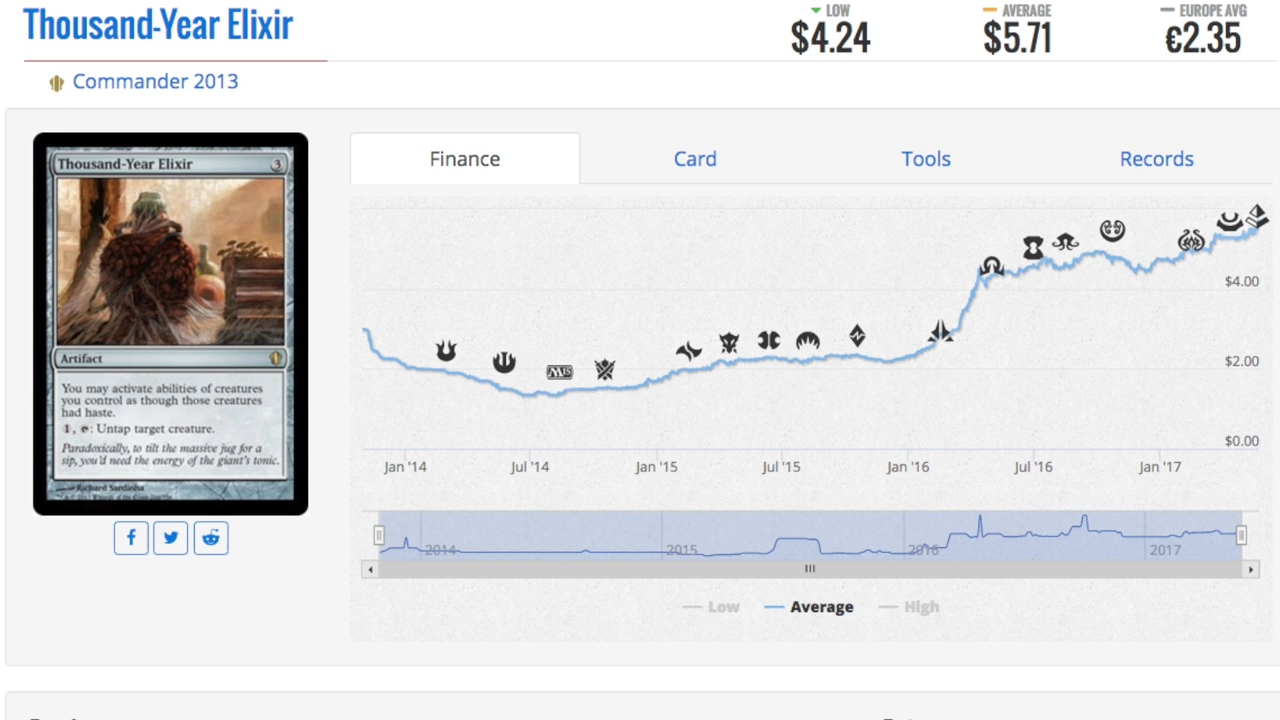 Thousand-Year Elixir
LOW
$4.24
AVERAGE
$5.71
EUROPE AVG
€2.35
Commander 2013
Thousand-Year Elixir 3
Artifact
You may activate abilities of creatures
you control as though those creatures
had haste.
1, : Untap target creature.
Paradoxically, to tilt the massive jug for a
sip, you'd need the energy of the giant's tonic.
Richard Sardinha
Finance
Card
Tools
Records
M15
$4.00
$2.00
$0.00
Jan '14
Jul '14
Jan '15
Jul '15
Jan '16
Jul '16
Jan '17
2014
2015
2016
2017
Low
Average
High